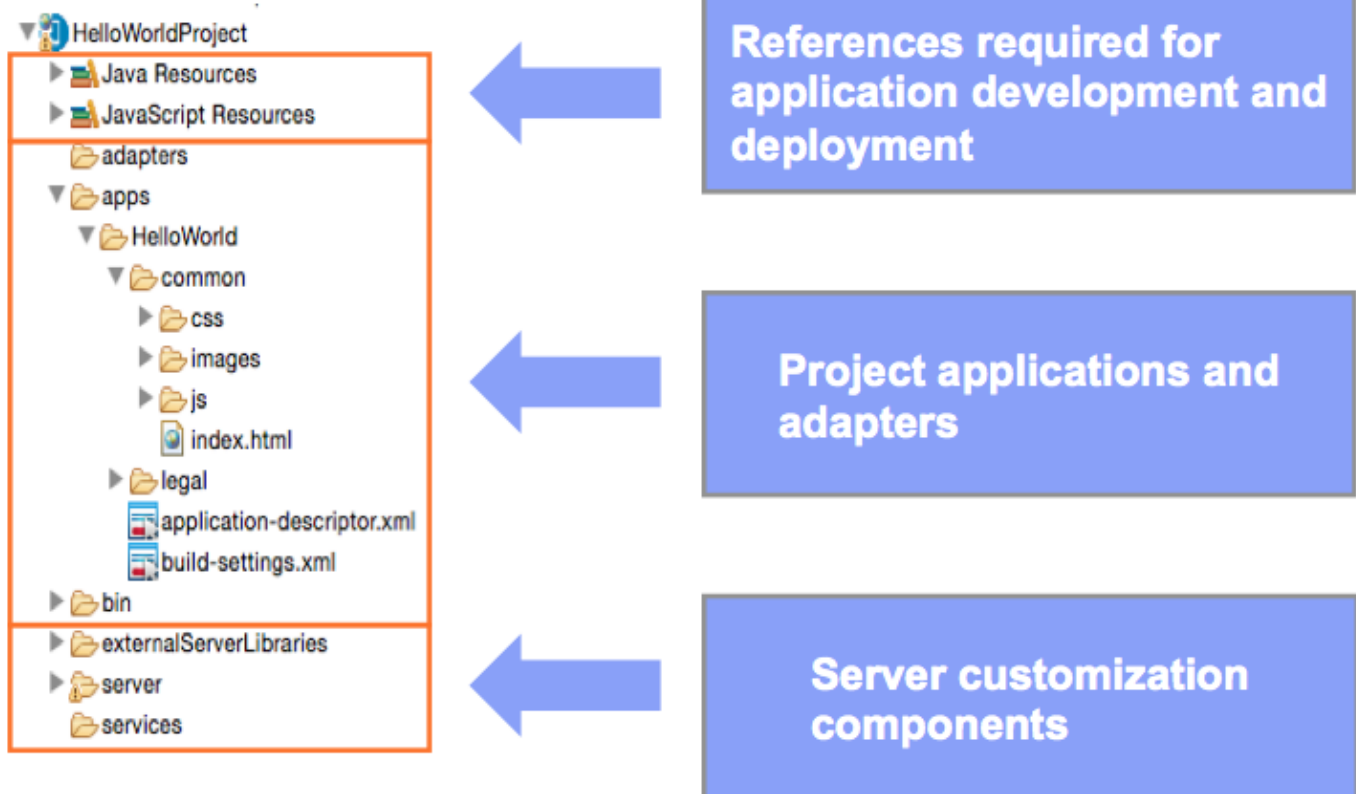 HelloWorldProject
Java Resources
JavaScript Resources
adapters
apps
HelloWorld
common
css
images
js
index.html
legal
application-descriptor.xml
build-settings.xml
bin
externalServerLibraries
server
services
References required for
application development and
deployment
Project applications and
adapters
Server customization
components